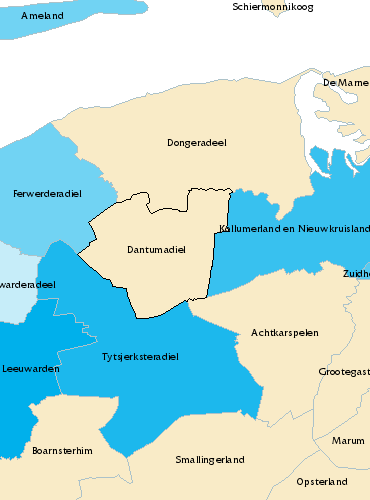 Schiermonnikoog
Ameland
De Marne
Dongeradeel
Ferwerderadiel
Kollumerland en Nieuwkruisland
Dantumadiel
Zuidho
warderadeel
Achtkarspelen
Tytsjerksteradiel
Leeuwarden
Grootegast
Marum
Boarnsterhim
Smallingerland
Opsterland